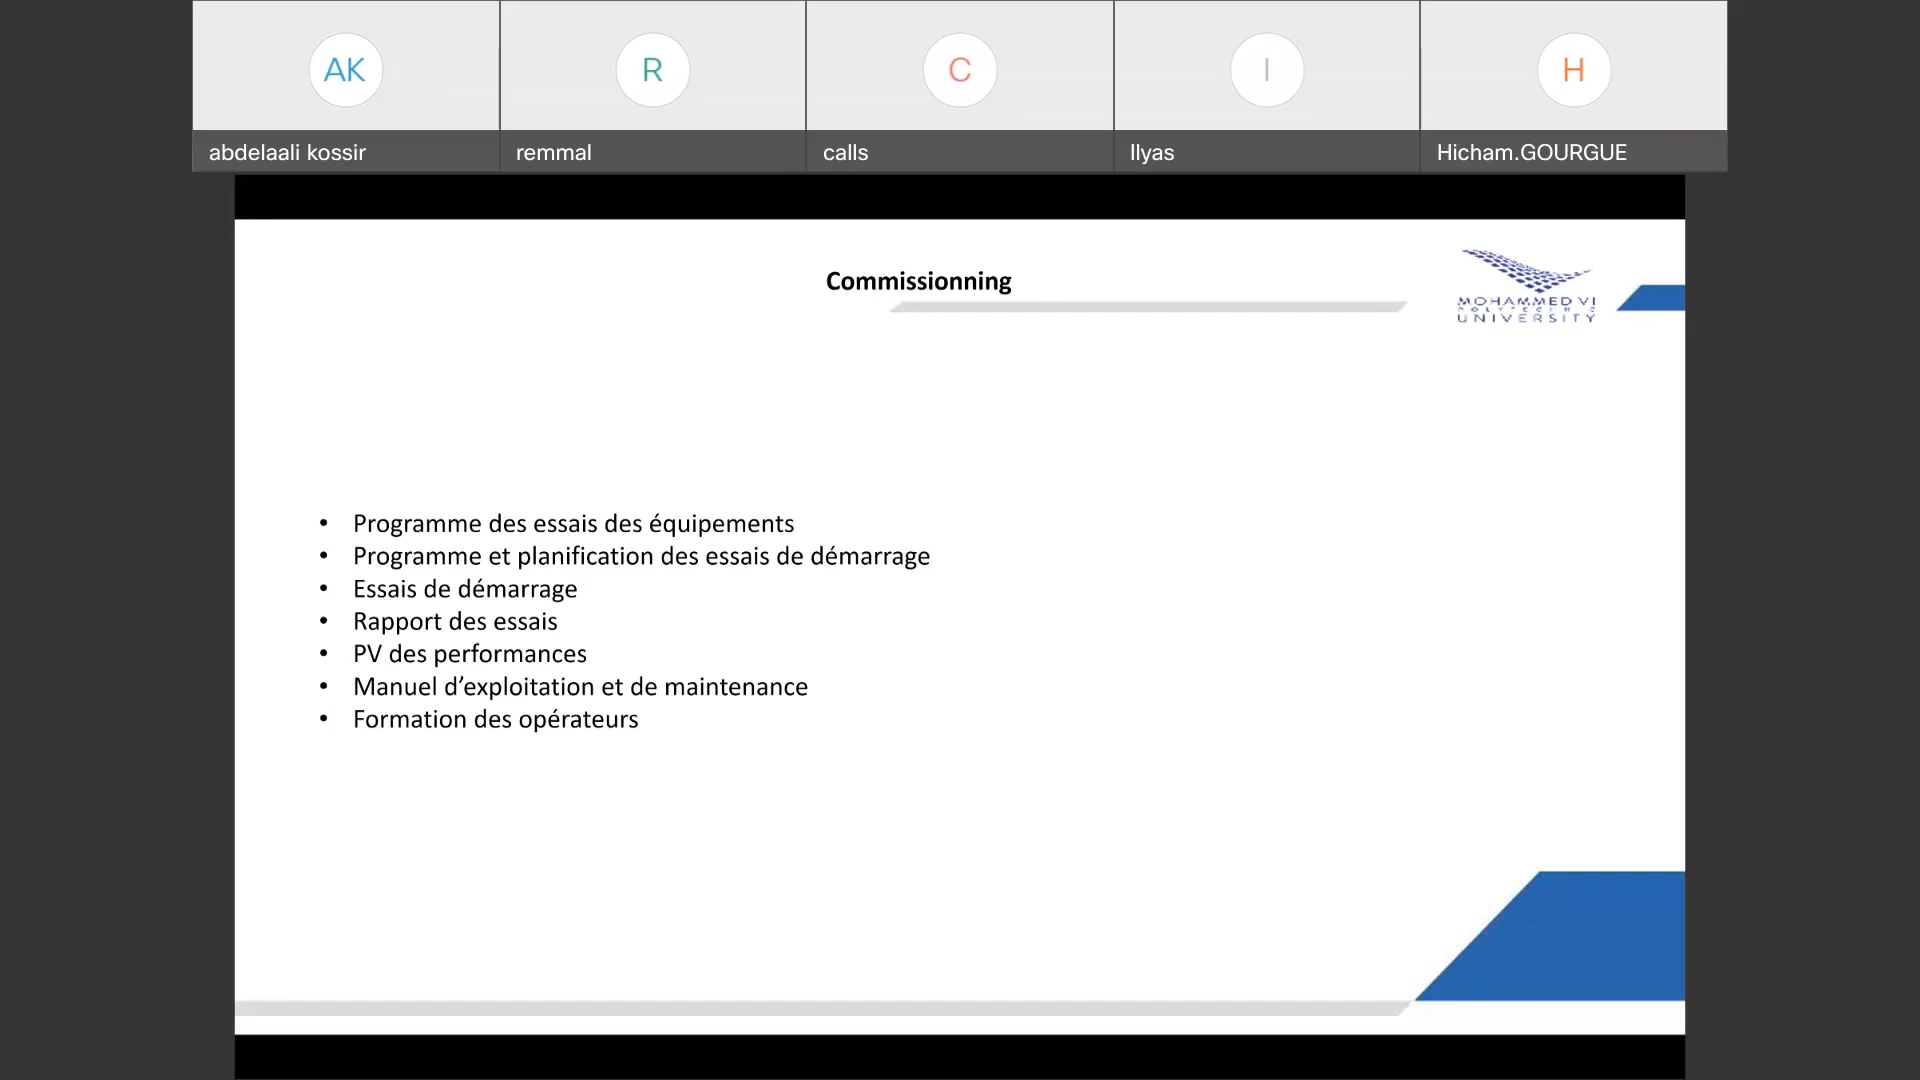 AK
R
C
I
H
abdelaali kossir
remmal
calls
Ilyas
Hicham.GOURGUE
Commissionning
MOHAMMED VI
POLYTECHNIC
UNIVERSITY
• Programme des essais des équipements
• Programme et planification des essais de démarrage
• Essais de démarrage
• Rapport des essais
• PV des performances
• Manuel d’exploitation et de maintenance
• Formation des opérateurs